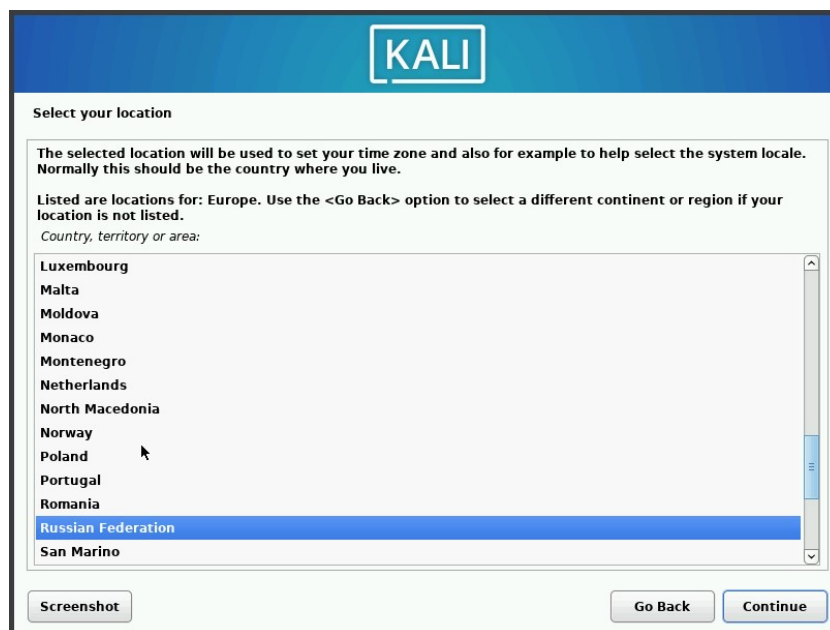 KALI
Select your location
The selected location will be used to set your time zone and also for example to help select the system locale.
Normally this should be the country where you live.
Listed are locations for: Europe. Use the <Go Back> option to select a different continent or region if your
location is not listed.
Country, territory or area:
Luxembourg
Malta
Moldova
Monaco
Montenegro
Netherlands
North Macedonia
Norway
Poland
Portugal
Romania
Russian Federation
San Marino
Screenshot
Go Back
Continue